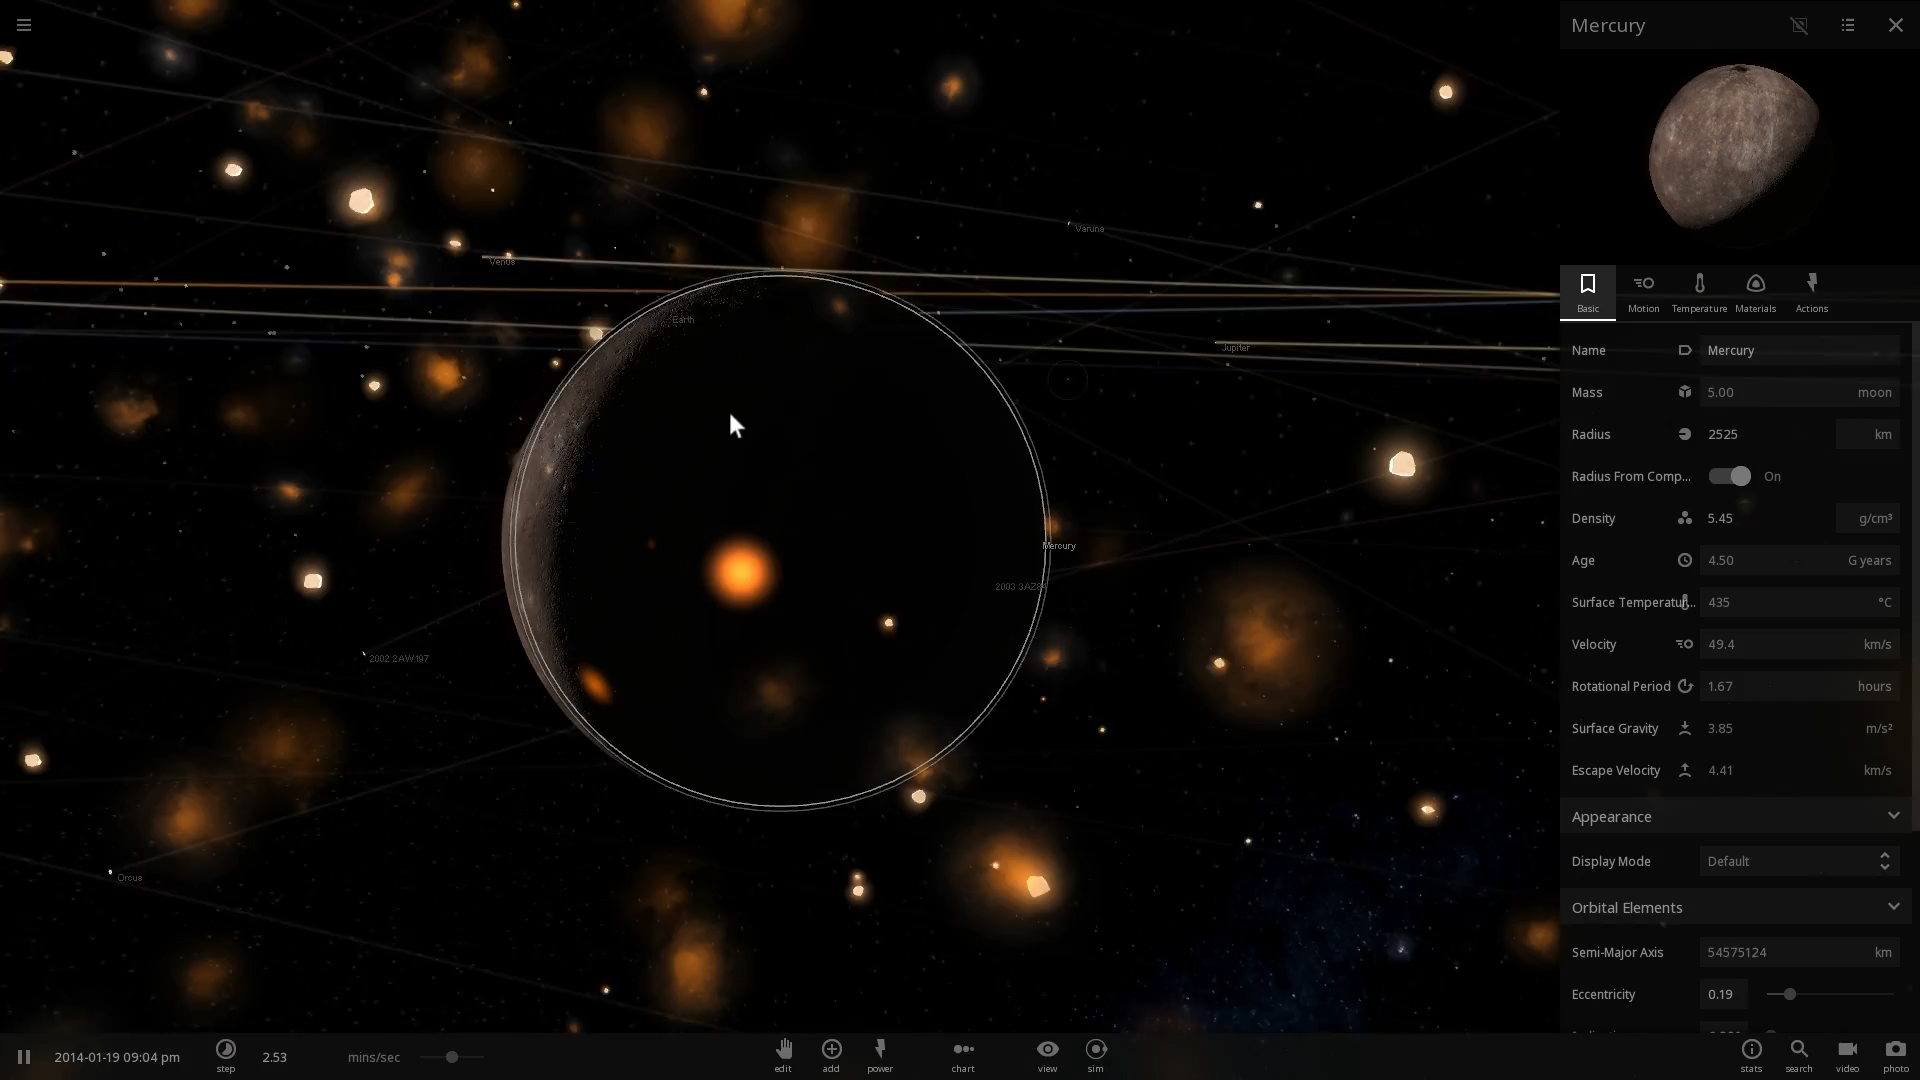 Mercury
Venus
Varuna
Earth
Jupiter
Mercury
2002 2AW197
Orcus
Basic
Motion
Temperature
Materials
Actions
Name Mercury
Mass 5.00 moon
Radius 2525 km
Radius From Comp... On
Density 5.45 g/cm³
Age 4.50 G years
Surface Temperatur... 435 °C
Velocity 49.4 km/s
Rotational Period 1.67 hours
Surface Gravity 3.85 m/s²
Escape Velocity 4.41 km/s
Appearance
Display Mode Default
Orbital Elements
Semi-Major Axis 54575124 km
Eccentricity 0.19
2014-01-19 09:04 pm
step
2.53 mins/sec
edit
add
power
chart
view
sim
stats
search
video
photo